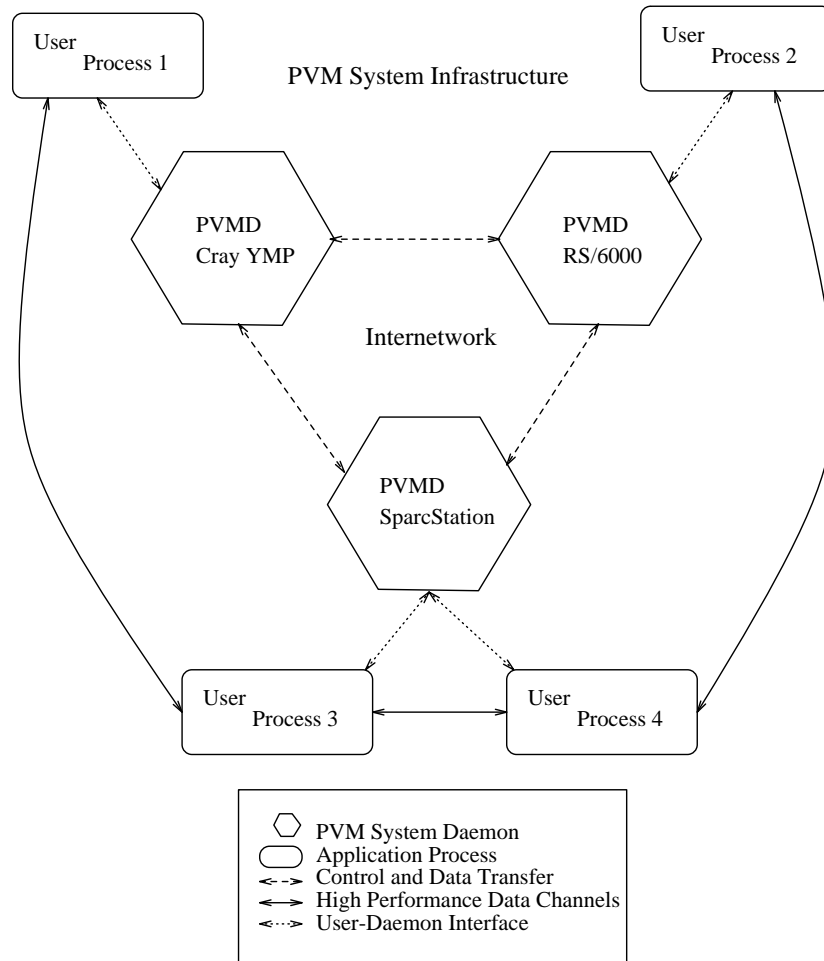 User
Process 1
User
Process 2
PVM System Infrastructure
PVMD
Cray YMP
PVMD
RS/6000
Internetwork
PVMD
SparcStation
User
Process 3
User
Process 4
PVM System Daemon
Application Process
Control and Data Transfer
High Performance Data Channels
User-Daemon Interface